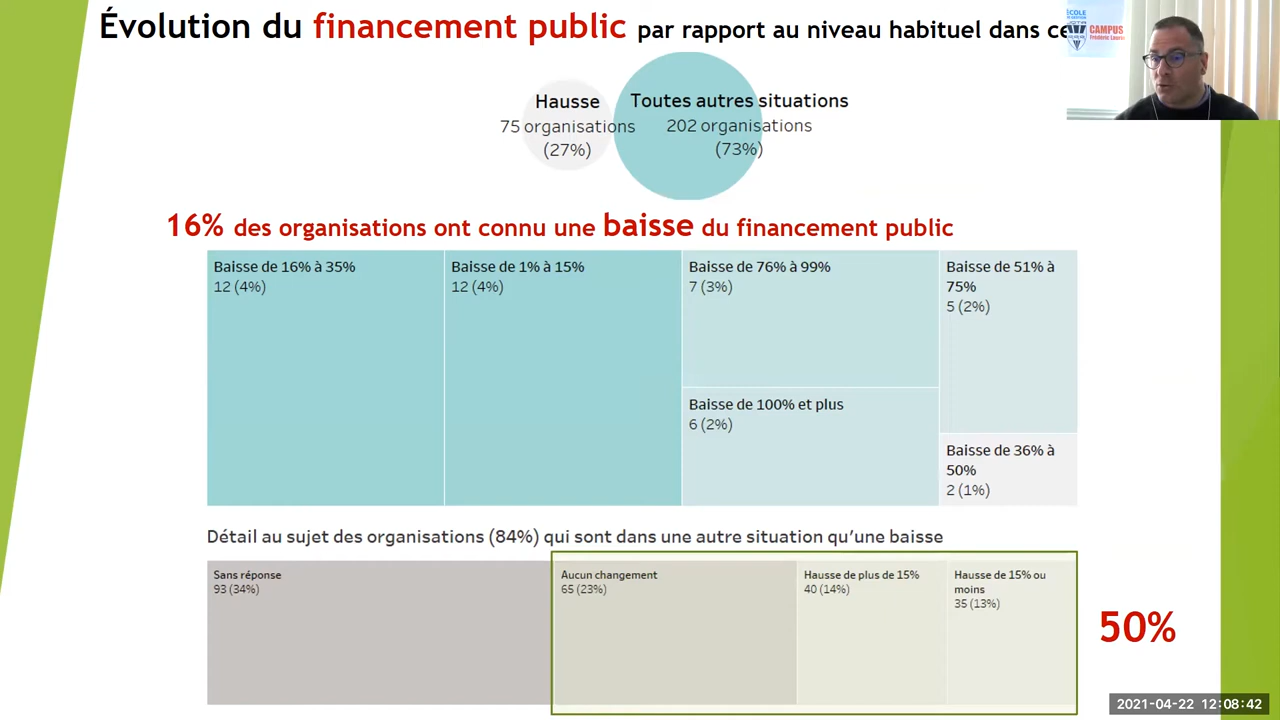 Évolution du financement public par rapport au niveau habituel dans
ÉCOLE
CAMPUS
Hausse
75 organisations
(27%)
Toutes autres situations
202 organisations
(73%)
16% des organisations ont connu une baisse du financement public
Baisse de 16% à 35%
12 (4%)
Baisse de 1% à 15%
12 (4%)
Baisse de 76% à 99%
7 (3%)
Baisse de 51% à
75%
5 (2%)
Baisse de 100% et plus
6 (2%)
Baisse de 36% à
50%
2 (1%)
Détail au sujet des organisations (84%) qui sont dans une autre situation qu'une baisse
Sans réponse
93 (34%)
Aucun changement
65 (23%)
Hausse de plus de 15%
40 (14%)
Hausse de 15% ou
moins
35 (13%)
50%
2021-04-22 12:08:42